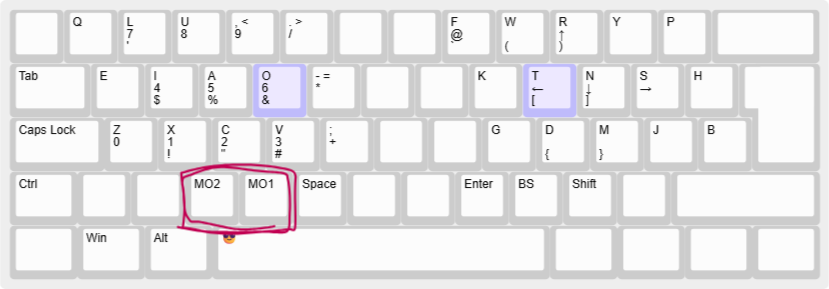 Q L U , < . > F W R Y P
7 8 9 / @ ↑
' ` ( )
Tab E I A O - = K T N S H
4 5 6 * ← ↓ →
$ % & [ ]
Caps Lock Z X C V ; G D M J B
0 1 2 3 +
! " # { }
Ctrl MO2 MO1 Space Enter BS Shift
Win Alt 😎